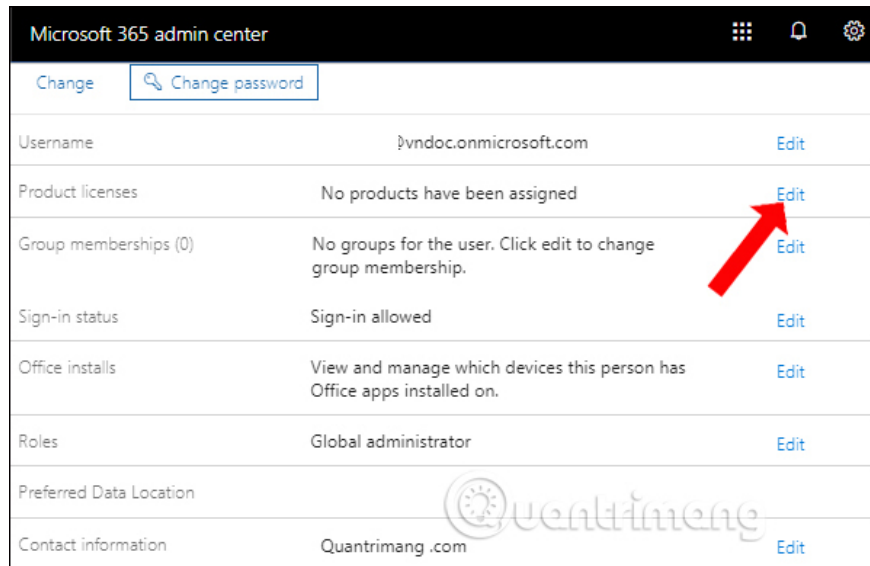 Microsoft 365 admin center
Change Change password
Username vndoc.onmicrosoft.com Edit
Product licenses No products have been assigned Edit
Group memberships (0) No groups for the user. Click edit to change Edit
group membership.
Sign-in status Sign-in allowed Edit
Office installs View and manage which devices this person has Edit
Office apps installed on.
Roles Global administrator Edit
Preferred Data Location
Quantrimang
Contact information Quantrimang .com Edit